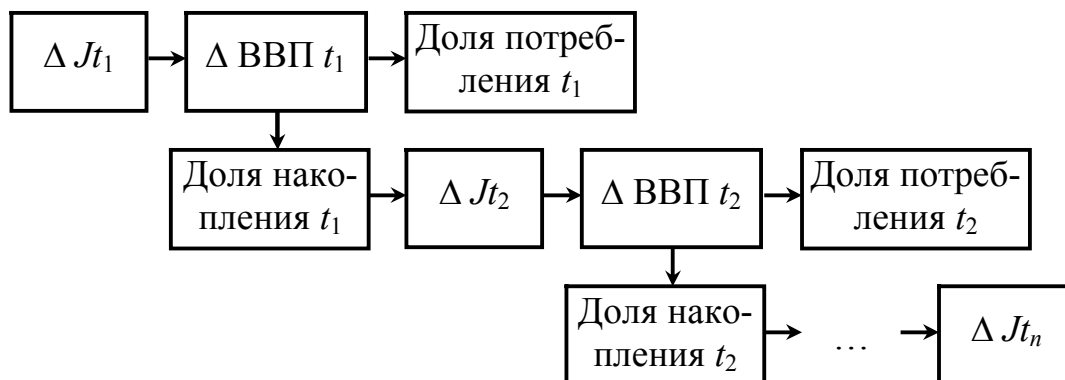 Δ Jt₁
Δ ВВП t₁
Доля потреб-
ления t₁
Доля нако-
пления t₁
Δ Jt₂
Δ ВВП t₂
Доля потреб-
ления t₂
Доля нако-
пления t₂
…
Δ Jtₙ